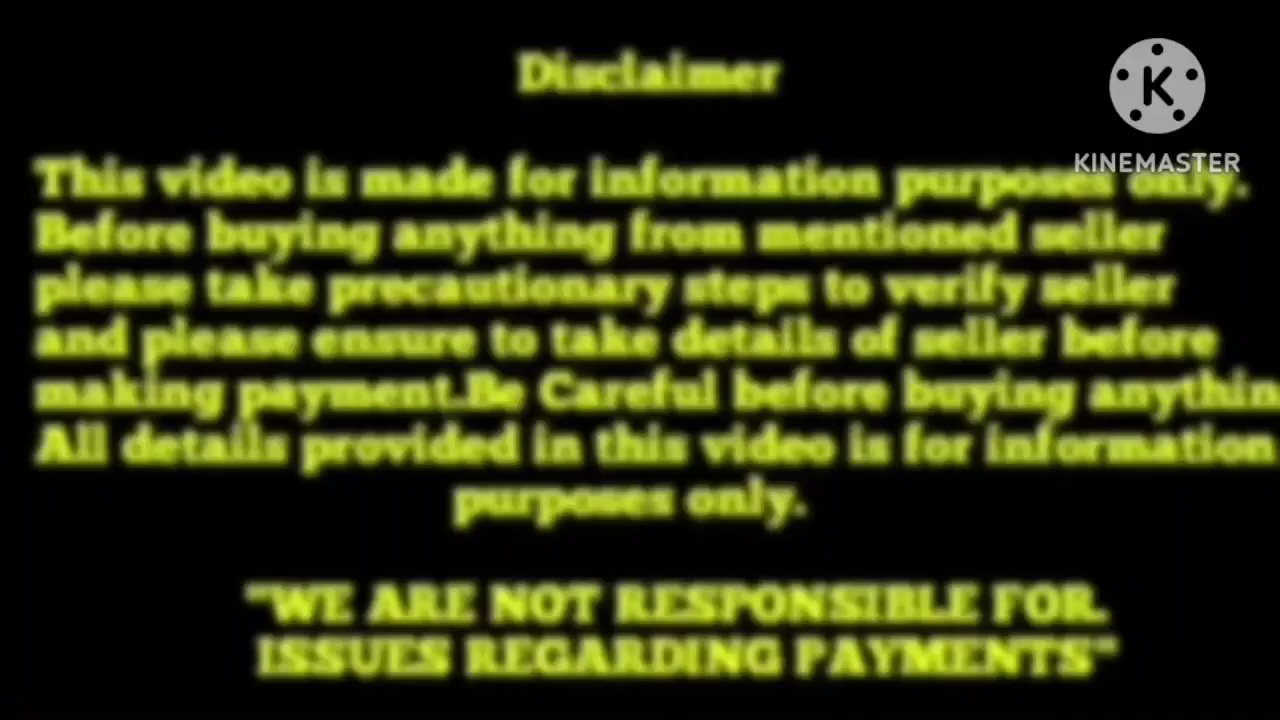 Disclaimer
K
KINEMASTER
This video is made for information purposes only.
Before buying anything from mentioned seller
please take precautionary steps to verify seller
and please ensure to take details of seller before
making payment.Be Careful before buying anythin
All details provided in this video is for information
purposes only.
"WE ARE NOT RESPONSIBLE FOR.
ISSUES REGARDING PAYMENTS"